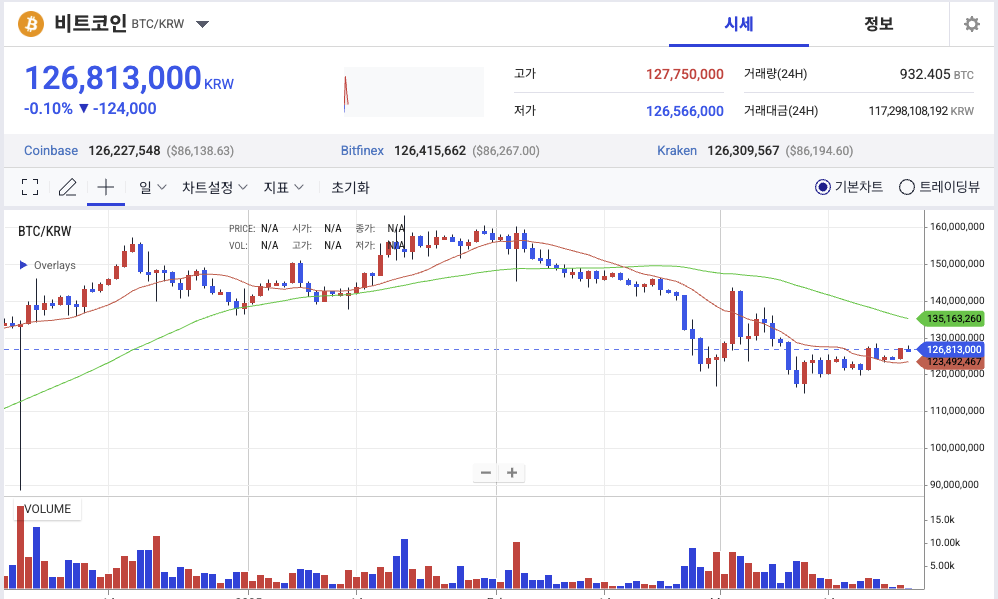 비트코인 BTC/KRW
시세
정보
126,813,000 KRW
-0.10% ▼ -124,000
고가 127,750,000
저가 126,566,000
거래량(24H) 932.405 BTC
거래대금(24H) 117,298,108,192 KRW
Coinbase 126,227,548 ($86,138.63)
Bitfinex 126,415,662 ($86,267.00)
Kraken 126,309,567 ($86,194.60)
일 차트설정 지표 초기화
기본차트 트레이딩뷰
BTC/KRW
PRICE: N/A 시가: N/A 종가: N/A
VOL: N/A 고가: N/A 저가: N/A
Overlays
160,000,000
150,000,000
140,000,000
135,163,260
130,000,000
126,813,000
123,492,467
120,000,000
110,000,000
100,000,000
90,000,000
VOLUME
15.0k
10.00k
5.00k